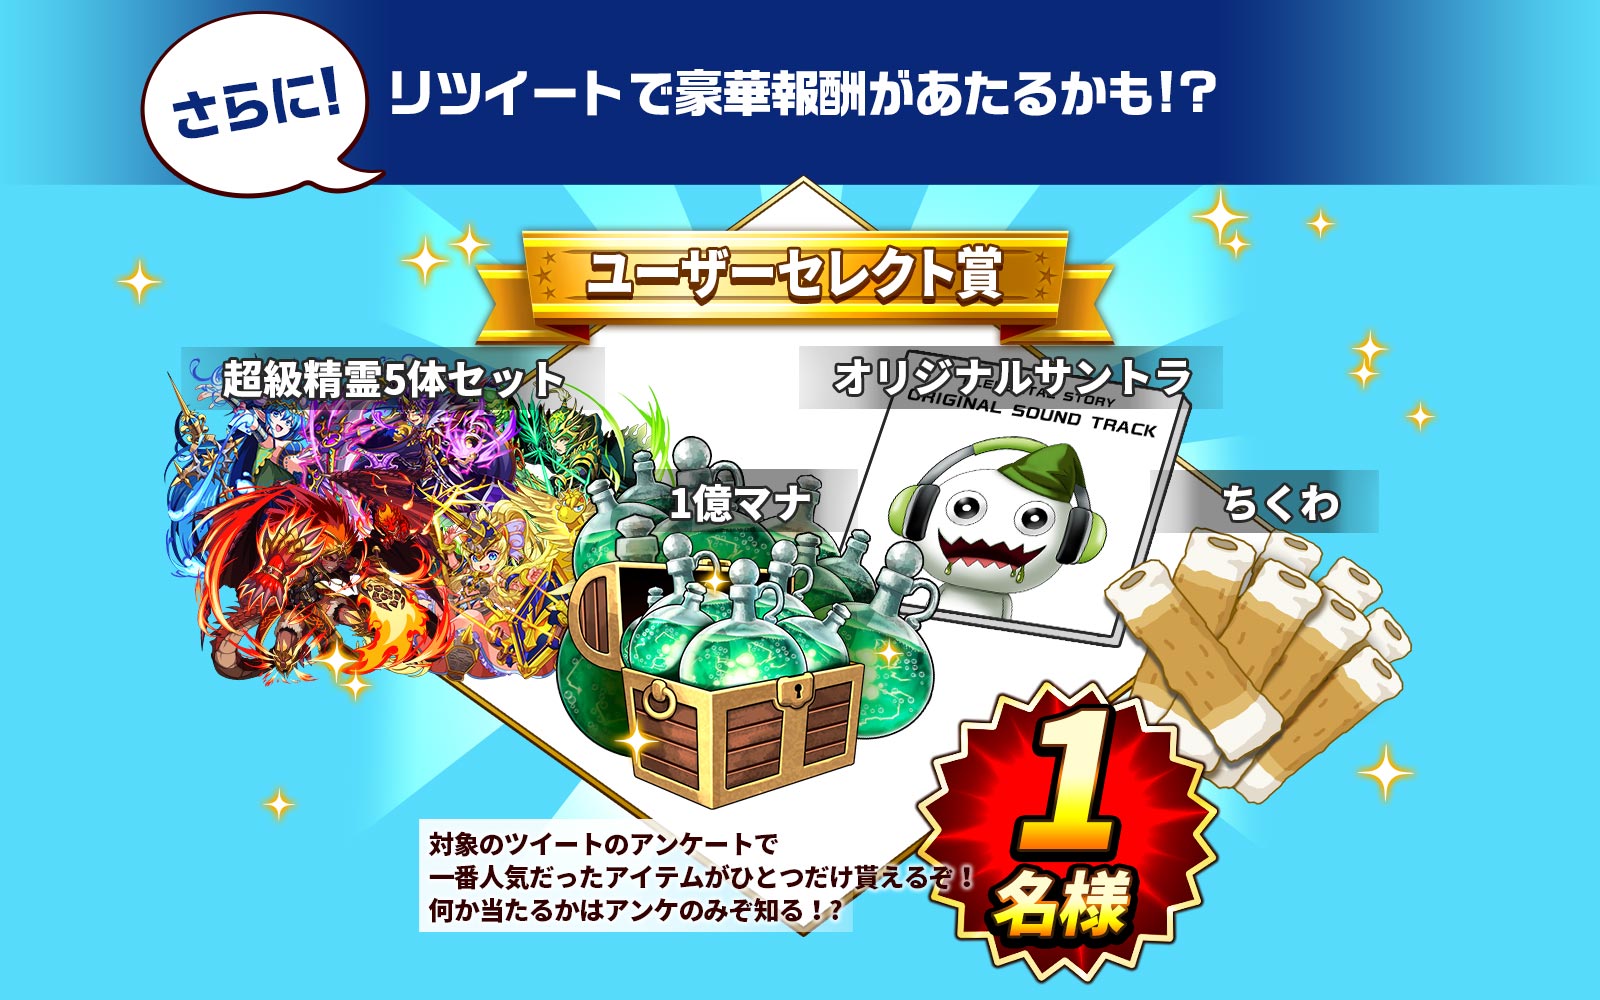 さらに!
リツイートで豪華報酬があたるかも!?
ユーザーセレクト賞
超級精霊5体セット
オリジナルサントラ
STORY
ORIGINAL SOUND TRACK
1億マナ
ちくわ
1
名様
対象のツイートのアンケートで
一番人気だったアイテムがひとつだけ貰えるぞ！
何か当たるかはアンケのみぞ知る！?